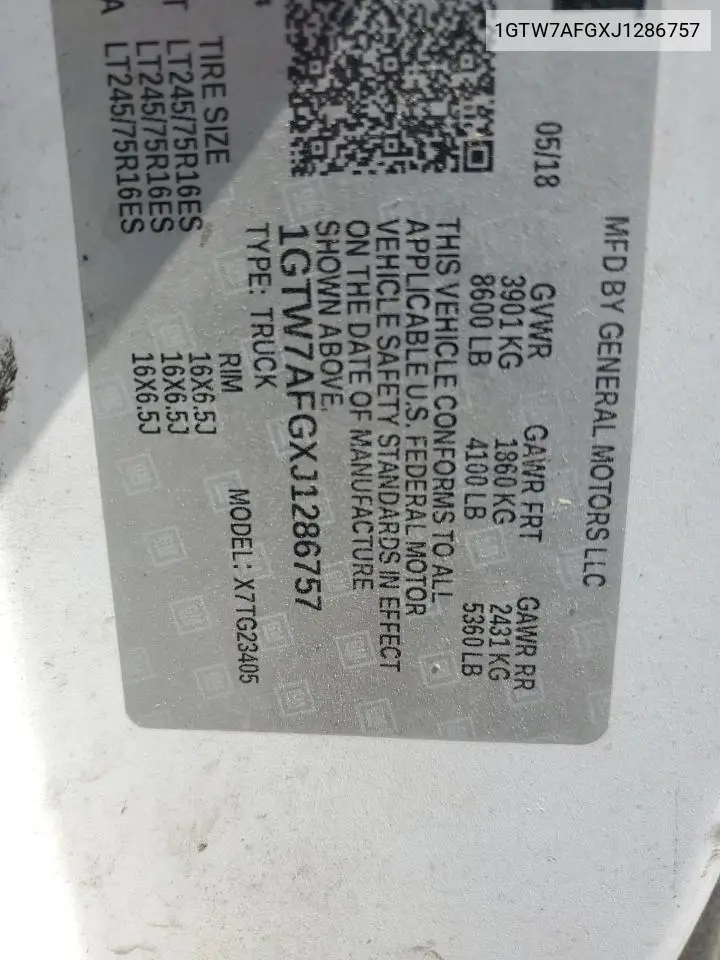 1GTW7AFGXJ1286757
MFD BY GENERAL MOTORS LLC
05/18
GVWR GAWR FRT GAWR RR
3901 KG 1860 KG 2431 KG
8600 LB 4100 LB 5360 LB
THIS VEHICLE CONFORMS TO ALL
APPLICABLE U.S. FEDERAL MOTOR
VEHICLE SAFETY STANDARDS IN EFFECT
ON THE DATE OF MANUFACTURE
SHOWN ABOVE.
1GTW7AFGXJ1286757
TYPE: TRUCK MODEL: X7TG23405
TIRE SIZE RIM
LT245/75R16ES 16X6.5J
LT245/75R16ES 16X6.5J
LT245/75R16ES 16X6.5J